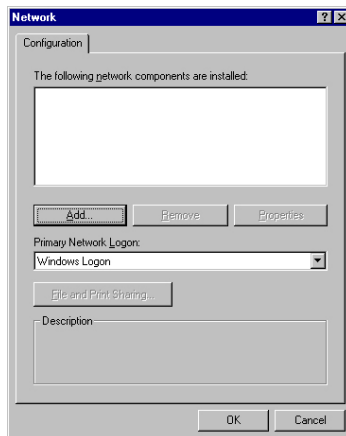 Network
Configuration
The following network components are installed:
Add...
Remove
Properties
Primary Network Logon:
Windows Logon
File and Print Sharing...
Description
OK
Cancel